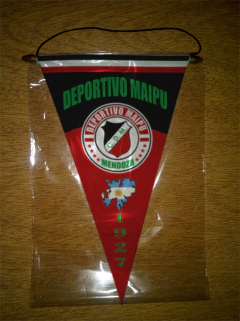 DEPORTIVO MAIPU
DEPORTIVO MAIPU
C.D.M.
MENDOZA
1927